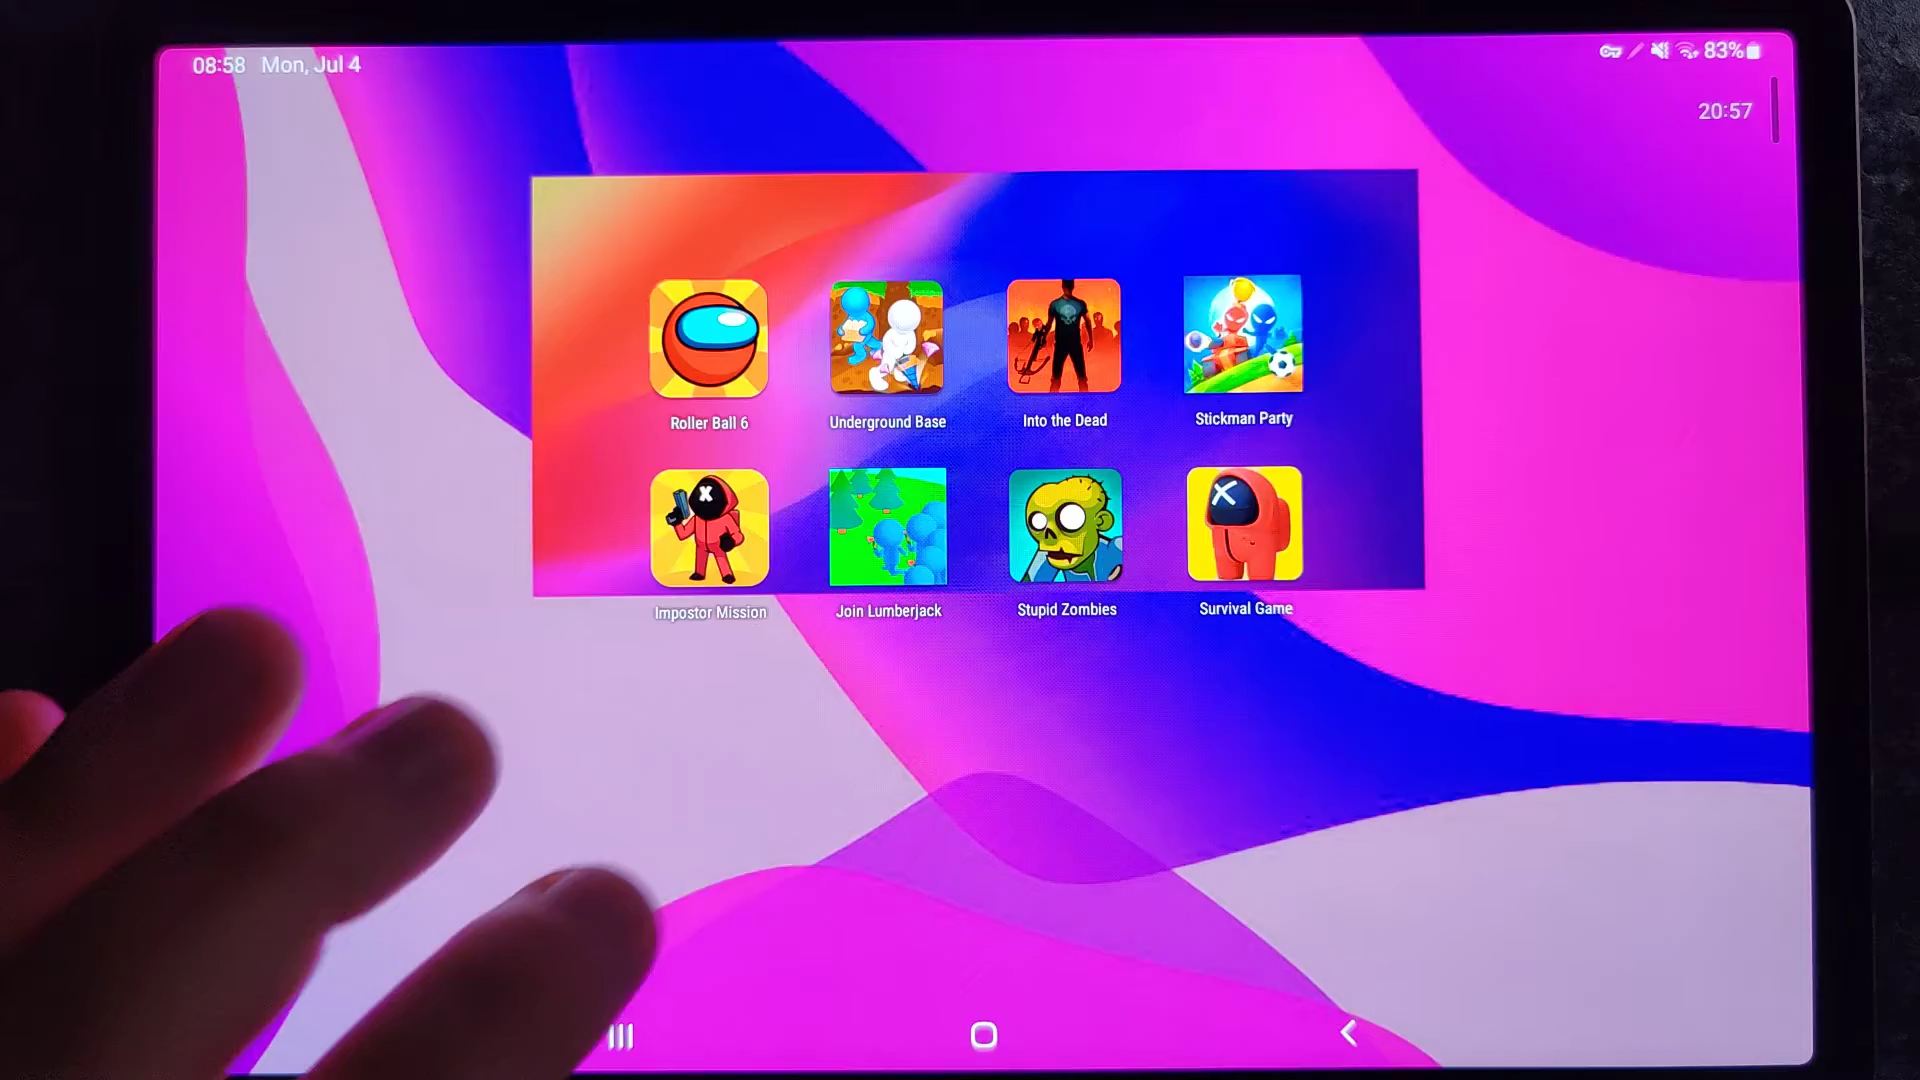 08:58 Mon, Jul 4
83%
20:57
Roller Ball 6
Underground Base
Into the Dead
Stickman Party
Impostor Mission
Join Lumberjack
Stupid Zombies
Survival Game